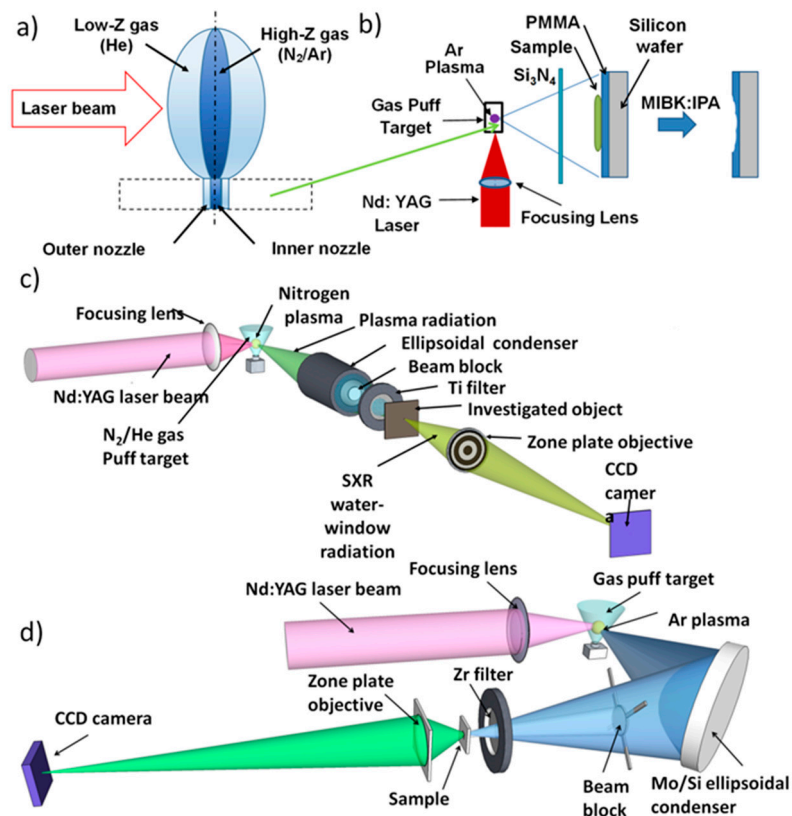 a)
Low-Z gas
(He)
High-Z gas
(N2/Ar)
Laser beam
Outer nozzle
Inner nozzle
b)
Ar
Plasma
Gas Puff
Target
Nd: YAG
Laser
Focusing Lens
Si3N4
PMMA
Sample
Silicon
wafer
MIBK:IPA
c)
Focusing lens
Nitrogen
plasma
Plasma radiation
Ellipsoidal condenser
Beam block
Ti filter
Investigated object
Zone plate objective
Nd:YAG laser beam
N2/He gas
Puff target
SXR
water-
window
radiation
CCD
camer
a
d)
Nd:YAG laser beam
Focusing lens
Gas puff target
Ar plasma
Zone plate
objective
Zr filter
CCD camera
Sample
Beam
block
Mo/Si ellipsoidal
condenser